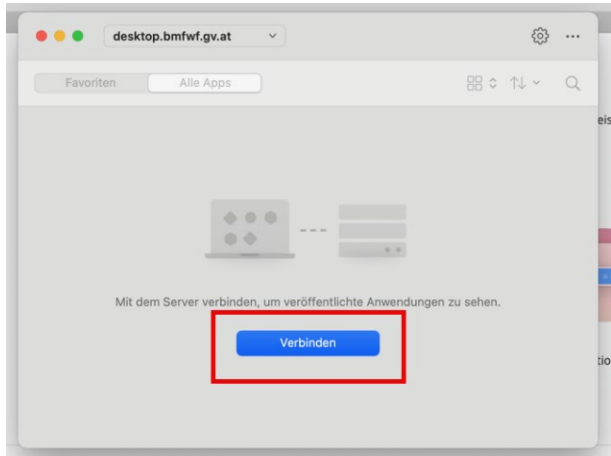 desktop.bmfwf.gv.at
Favoriten
Alle Apps
Mit dem Server verbinden, um veröffentlichte Anwendungen zu sehen.
Verbinden